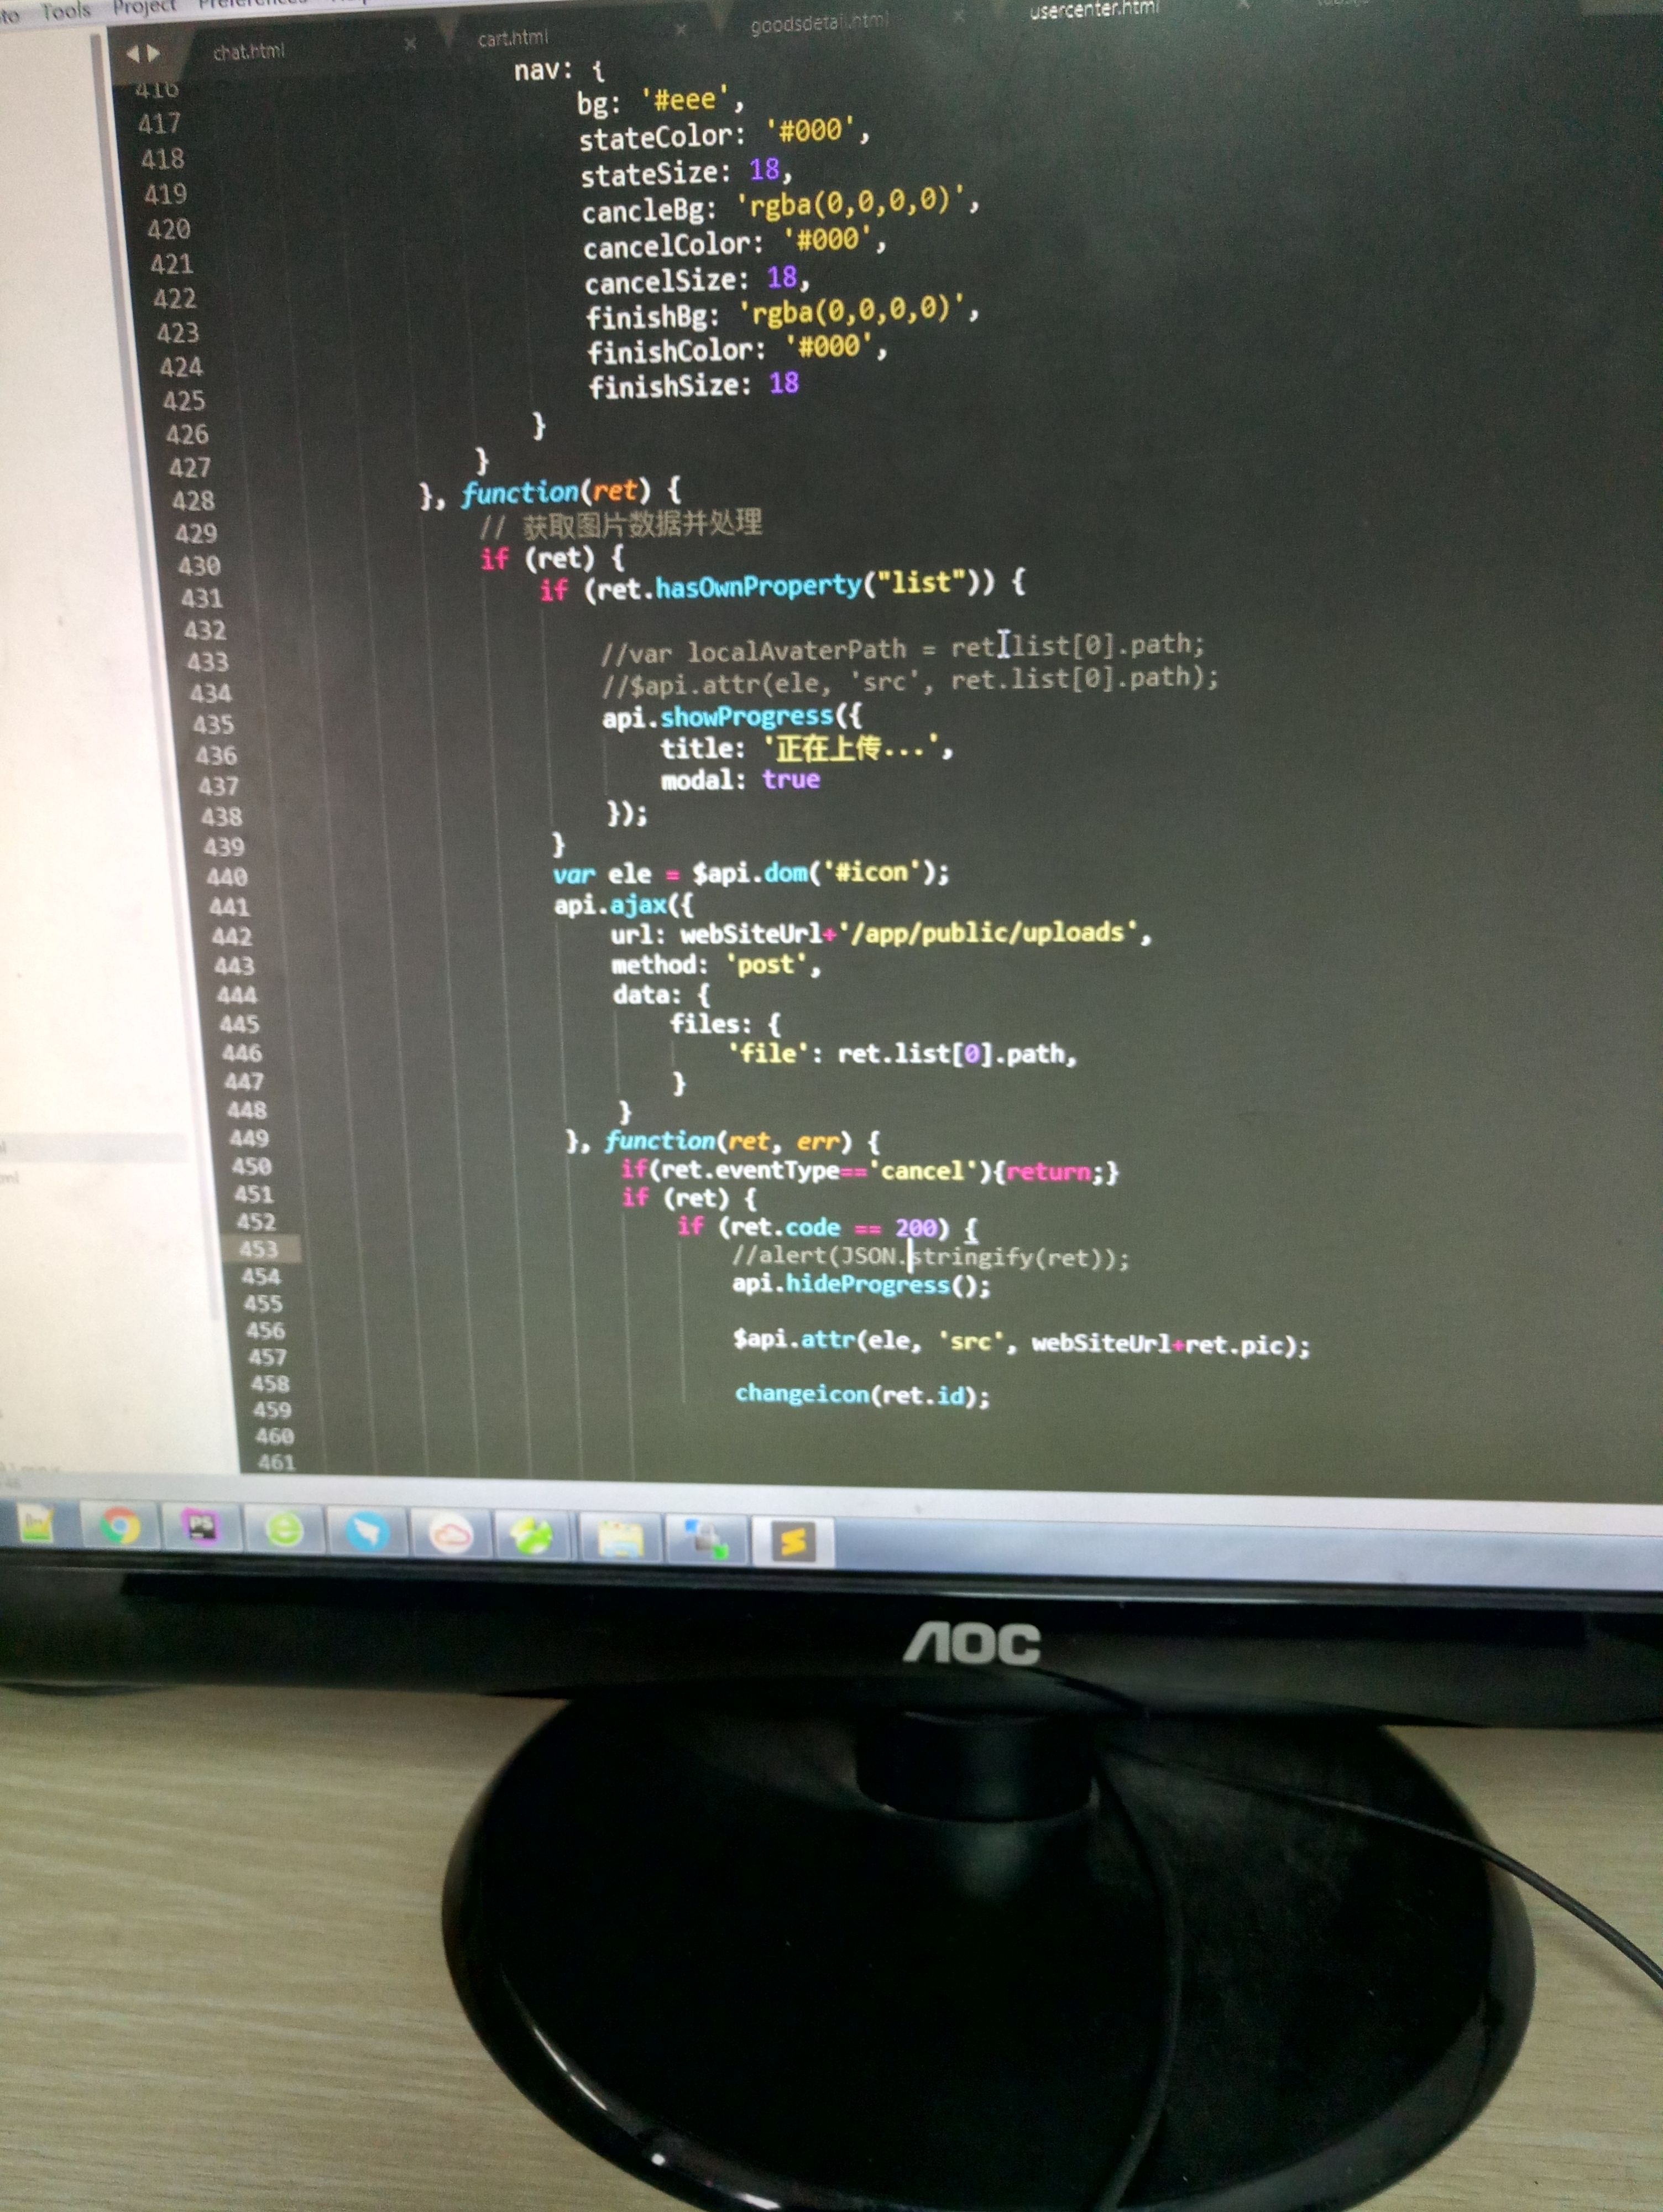 Tools Project Preferences
chat.html cart.html goodsdetail.html usercenter.html
416 nav: {
417 bg: '#eee',
418 stateColor: '#000',
419 stateSize: 18,
420 cancleBg: 'rgba(0,0,0,0)',
421 cancelColor: '#000',
422 cancelSize: 18,
423 finishBg: 'rgba(0,0,0,0)',
424 finishColor: '#000',
425 finishSize: 18
426 }
427 }
428 }, function(ret) {
429 // 获取图片数据并处理
430 if (ret) {
431 if (ret.hasOwnProperty("list")) {
432
433 //var localAvaterPath = ret.list[0].path;
434 //$api.attr(ele, 'src', ret.list[0].path);
435 api.showProgress({
436 title: '正在上传...',
437 modal: true
438 });
439 }
440 var ele = $api.dom('#icon');
441 api.ajax({
442 url: webSiteUrl+'/app/public/uploads',
443 method: 'post',
444 data: {
445 files: {
446 'file': ret.list[0].path,
447 }
448 }
449 }, function(ret, err) {
450 if(ret.eventType=='cancel'){return;}
451 if (ret) {
452 if (ret.code == 200) {
453 //alert(JSON.stringify(ret));
454 api.hideProgress();
455
456 $api.attr(ele, 'src', webSiteUrl+ret.pic);
457
458 changeicon(ret.id);
459
460
461
PS
AOC